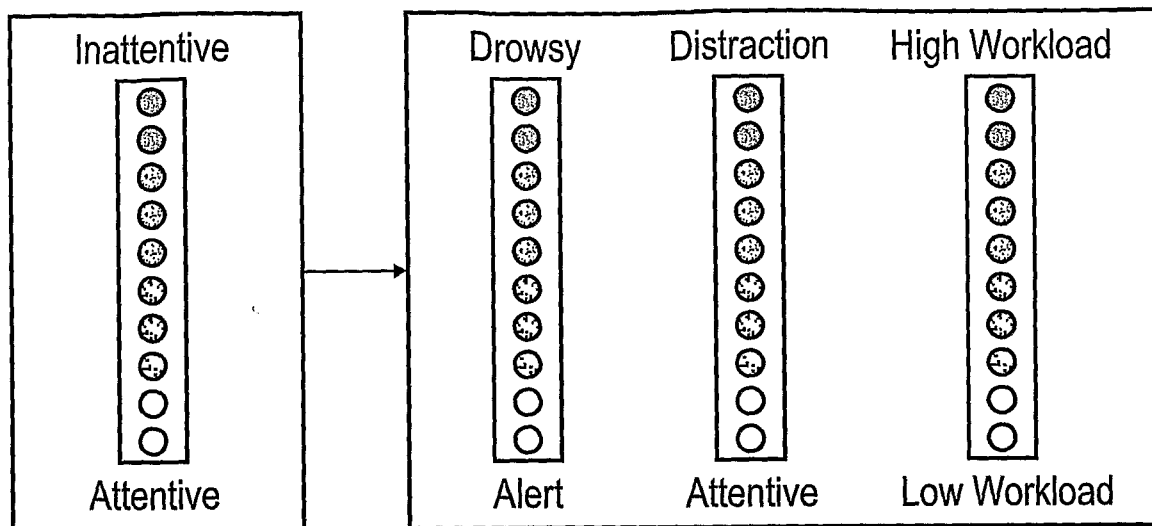 Inattentive
Attentive
Drowsy
Distraction
High Workload
Alert
Attentive
Low Workload